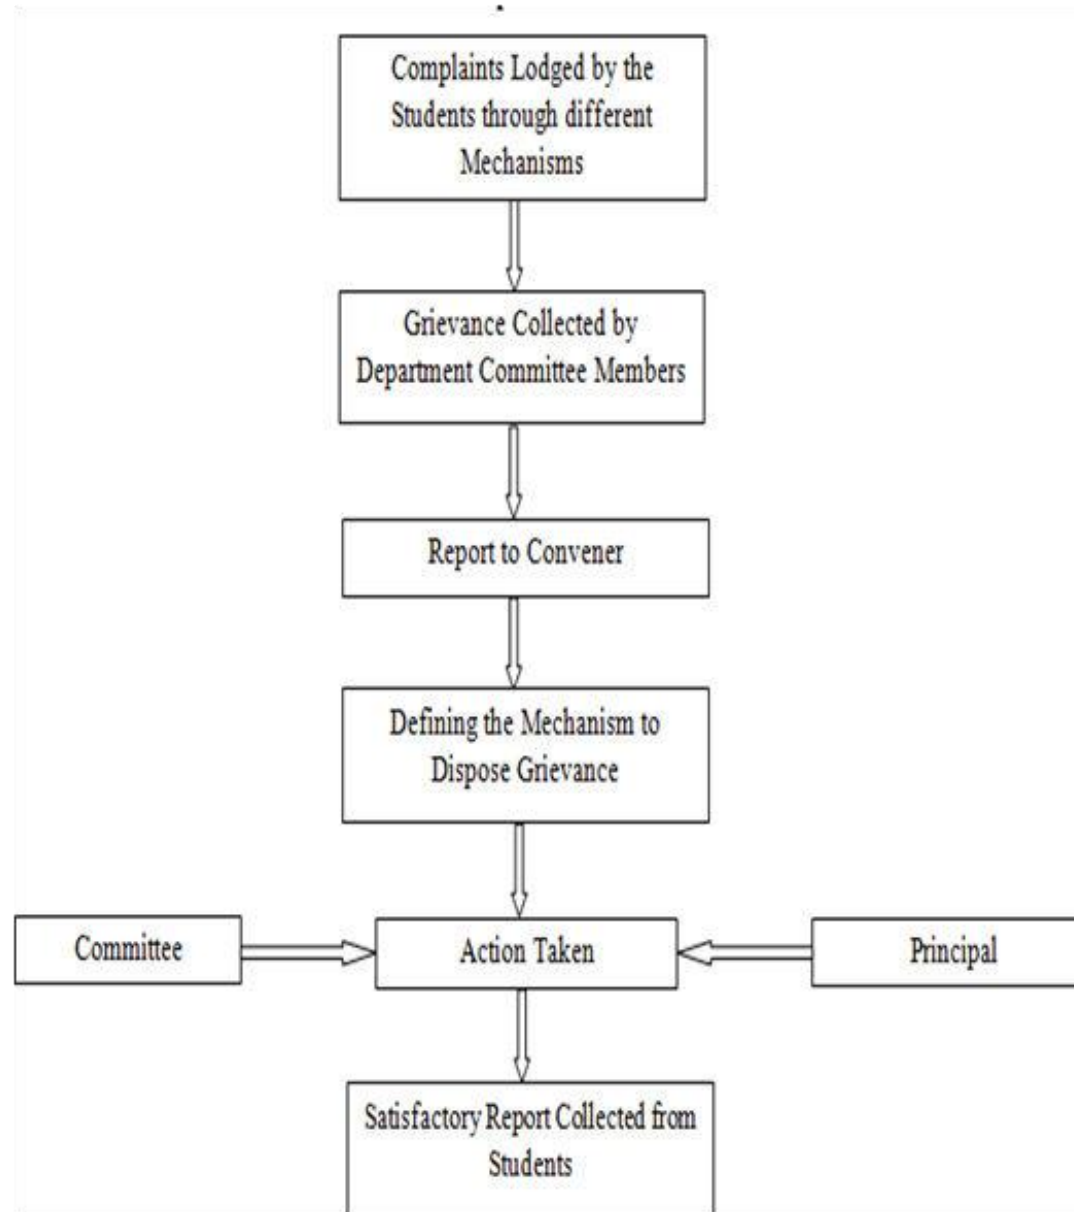 Complaints Lodged by the
Students through different
Mechanisms
Grievance Collected by
Department Committee Members
Report to Convener
Defining the Mechanism to
Dispose Grievance
Committee
Action Taken
Principal
Satisfactory Report Collected from
Students